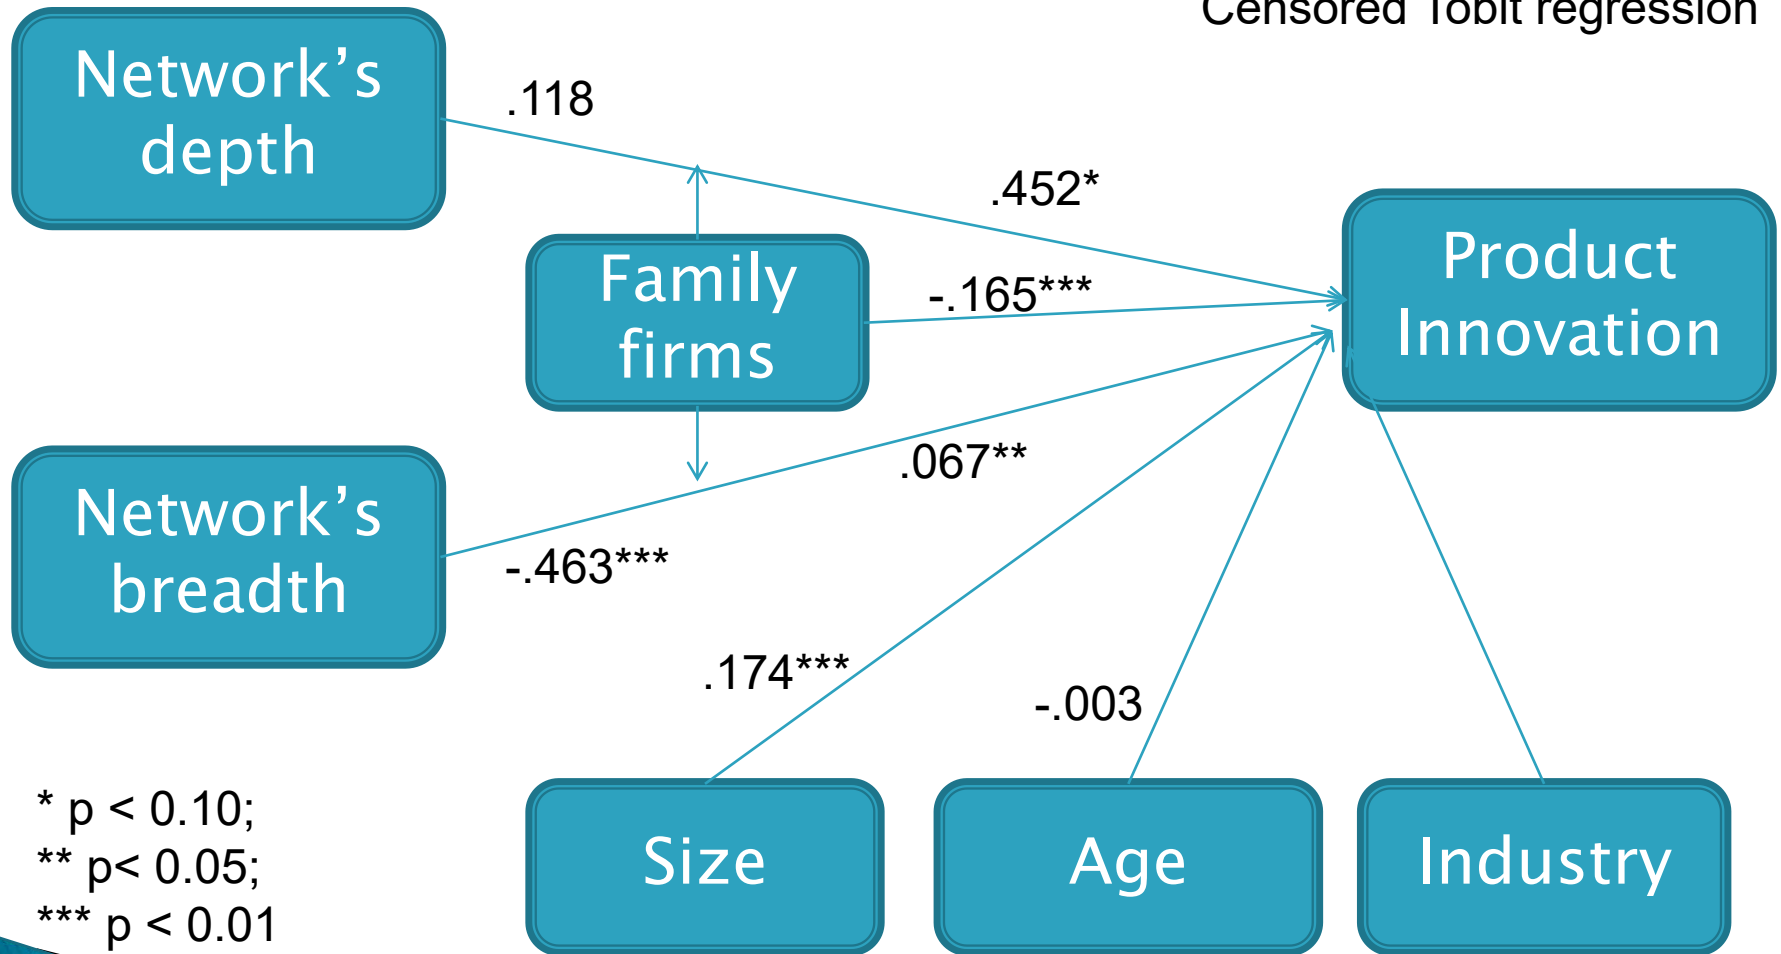 Censored Tobit regression
Network’s
depth
.118
.452*
Family
firms
-.165***
Product
Innovation
Network’s
breadth
.067**
-.463***
.174***
-.003
* p < 0.10;
** p< 0.05;
*** p < 0.01
Size
Age
Industry